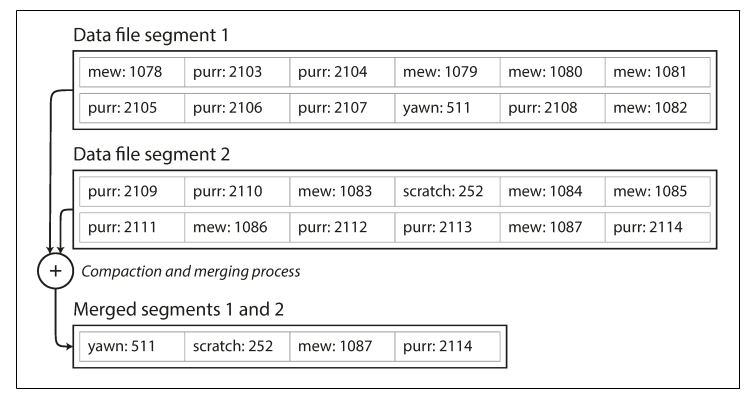 Data file segment 1
mew: 1078 purr: 2103 purr: 2104 mew: 1079 mew: 1080 mew: 1081
purr: 2105 purr: 2106 purr: 2107 yawn: 511 purr: 2108 mew: 1082
Data file segment 2
purr: 2109 purr: 2110 mew: 1083 scratch: 252 mew: 1084 mew: 1085
purr: 2111 mew: 1086 purr: 2112 purr: 2113 mew: 1087 purr: 2114
+ Compaction and merging process
Merged segments 1 and 2
yawn: 511 scratch: 252 mew: 1087 purr: 2114